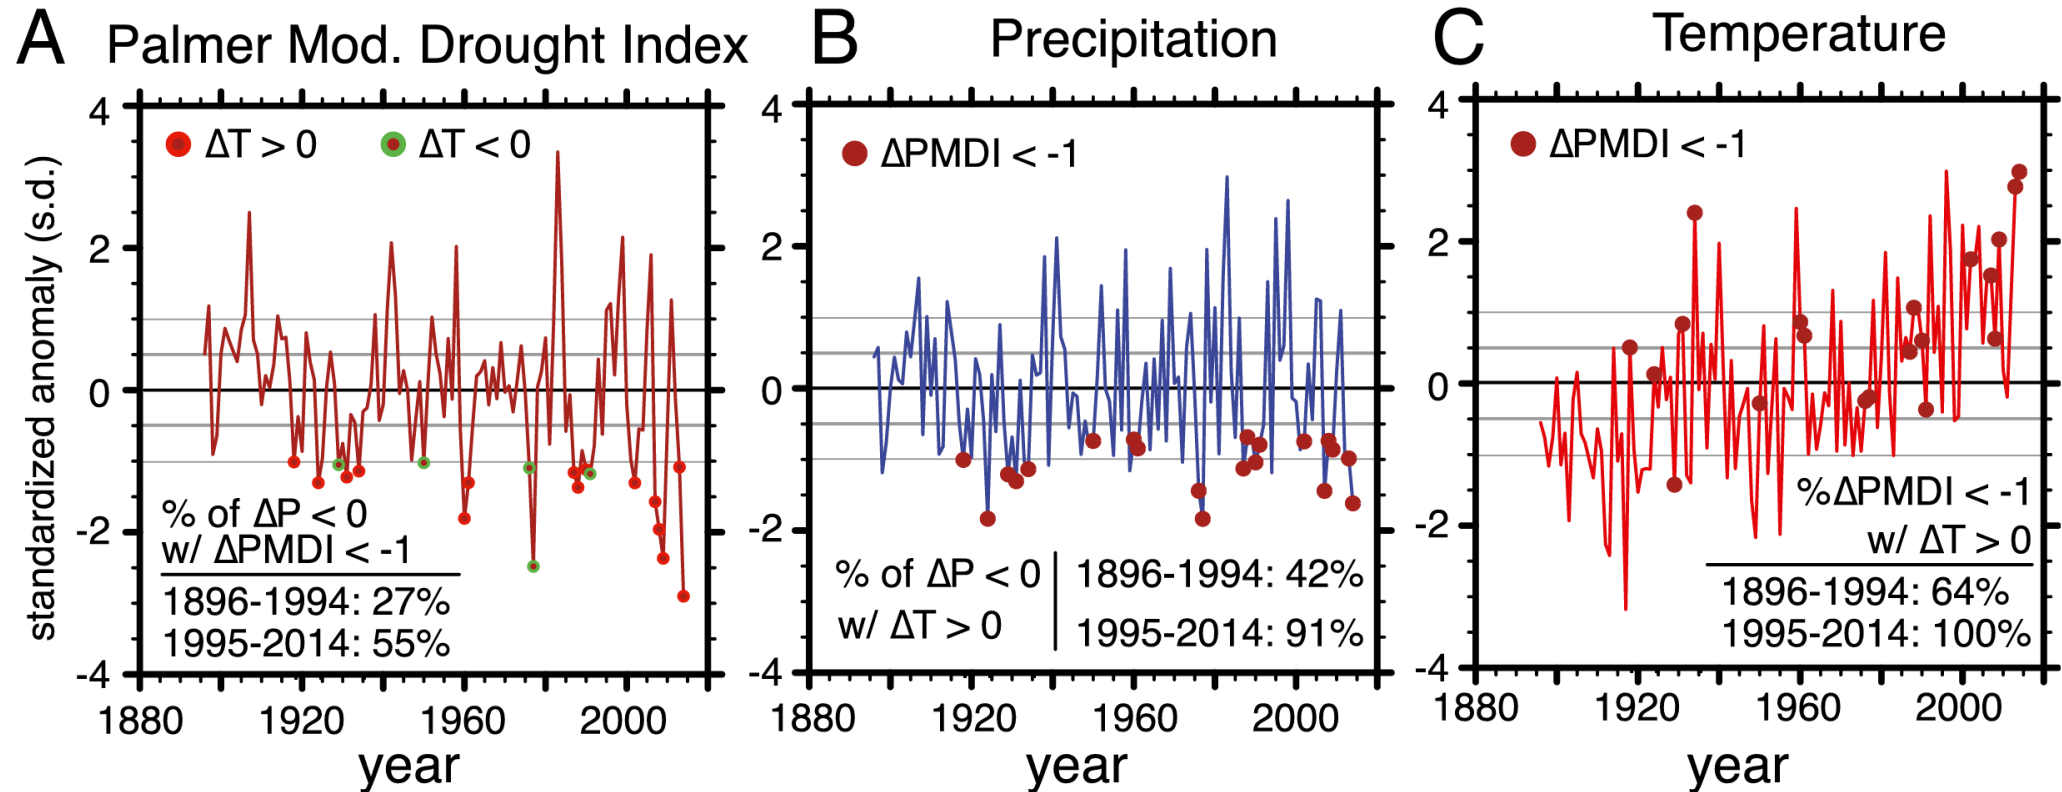 A Palmer Mod. Drought Index
standardized anomaly (s.d.)
4
2
0
-2
-4
ΔT > 0
ΔT < 0
% of ΔP < 0
w/ ΔPMDI < -1
1896-1994: 27%
1995-2014: 55%
1880 1920 1960 2000
year
B Precipitation
4
2
0
-2
-4
ΔPMDI < -1
% of ΔP < 0
w/ ΔT > 0
1896-1994: 42%
1995-2014: 91%
1880 1920 1960 2000
year
C Temperature
4
2
0
-2
-4
ΔPMDI < -1
%ΔPMDI < -1
w/ ΔT > 0
1896-1994: 64%
1995-2014: 100%
1880 1920 1960 2000
year